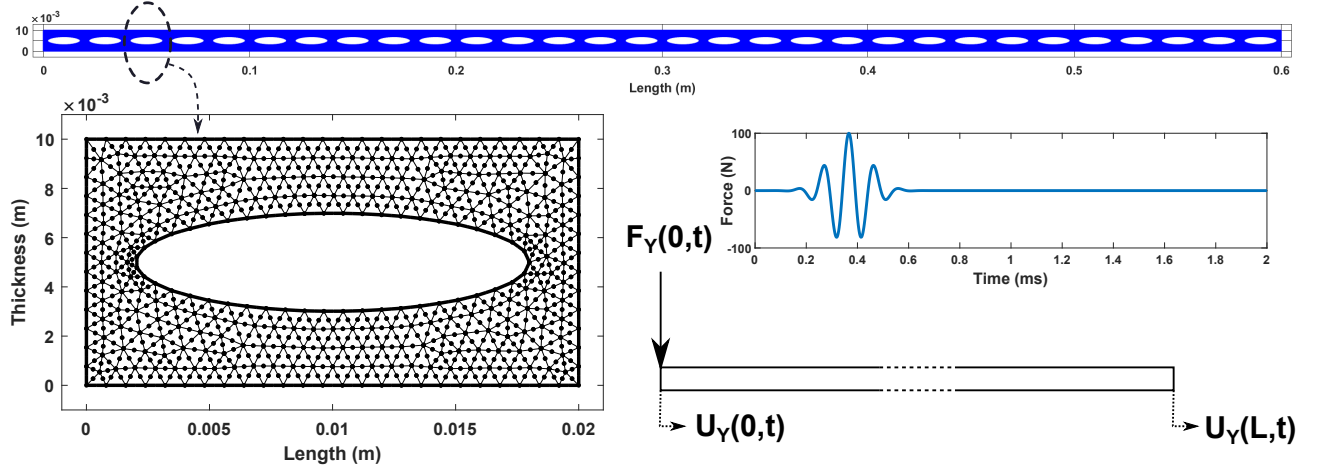 ×10⁻³
10
0
0 0.1 0.2 0.3 0.4 0.5 0.6
Length (m)
×10⁻³
10
8
6
4
2
0
Thickness (m)
0 0.005 0.01 0.015 0.02
Length (m)
100
0
-100
Force (N)
0 0.2 0.4 0.6 0.8 1 1.2 1.4 1.6 1.8 2
Time (ms)
F_Y(0,t)
U_Y(0,t)
U_Y(L,t)